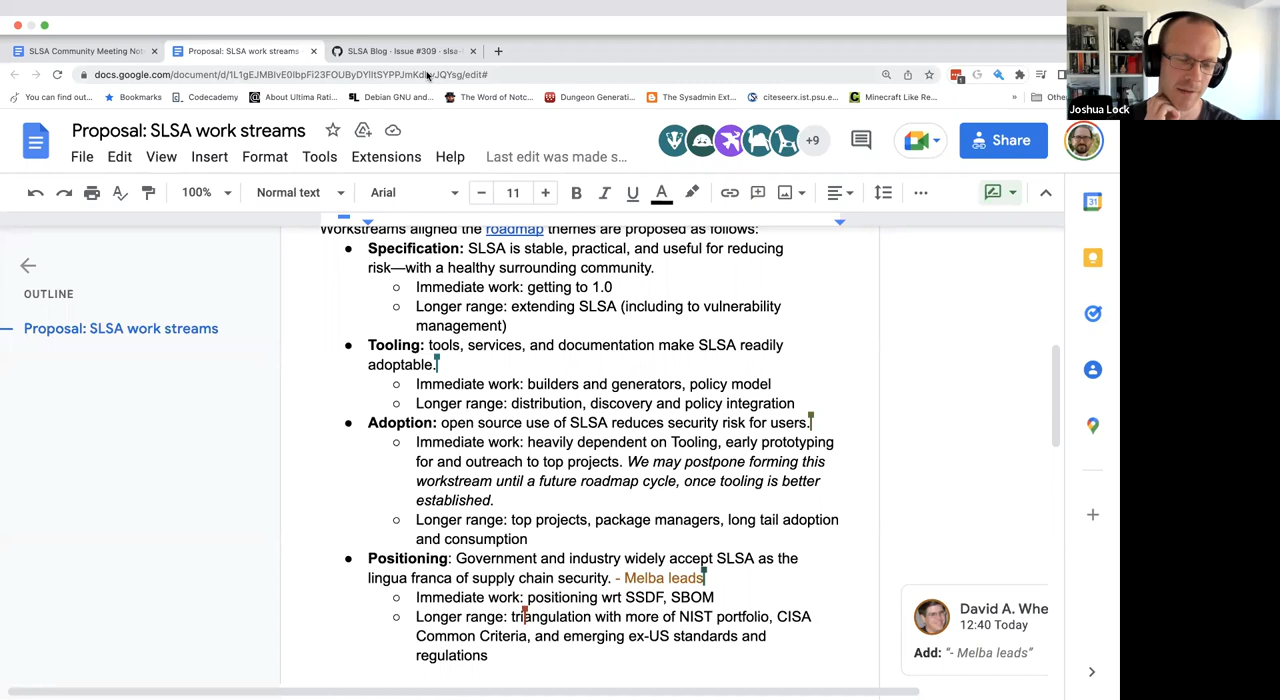 SLSA Community Meeting Not
Proposal: SLSA work streams
SLSA Blog · Issue #309 · slsa-
docs.google.com/document/d/
You can find out...
Bookmarks
Codecademy
About Ultima Rati...
Debian GNU and...
The Word of Notc...
Dungeon Generati...
The Sysadmin Ext...
citeseerx.ist.psu.e...
Minecraft Like Re...
»
Othe
Joshua Lock
Proposal: SLSA work streams
File Edit View Insert Format Tools Extensions Help Last edit was made s...
+9
Share
100% Normal text Arial 11 B I U A
31
OUTLINE
Proposal: SLSA work streams
Workstreams aligned the roadmap themes are proposed as follows:
● Specification: SLSA is stable, practical, and useful for reducing
risk—with a healthy surrounding community.
○ Immediate work: getting to 1.0
○ Longer range: extending SLSA (including to vulnerability
management)
● Tooling: tools, services, and documentation make SLSA readily
adoptable.
○ Immediate work: builders and generators, policy model
○ Longer range: distribution, discovery and policy integration
● Adoption: open source use of SLSA reduces security risk for users.
○ Immediate work: heavily dependent on Tooling, early prototyping
for and outreach to top projects. We may postpone forming this
workstream until a future roadmap cycle, once tooling is better
established.
○ Longer range: top projects, package managers, long tail adoption
and consumption
● Positioning: Government and industry widely accept SLSA as the
lingua franca of supply chain security. - Melba leads
○ Immediate work: positioning wrt SSDF, SBOM
○ Longer range: triangulation with more of NIST portfolio, CISA
Common Criteria, and emerging ex-US standards and
regulations
David A. Whe
12:40 Today
Add: "- Melba leads"